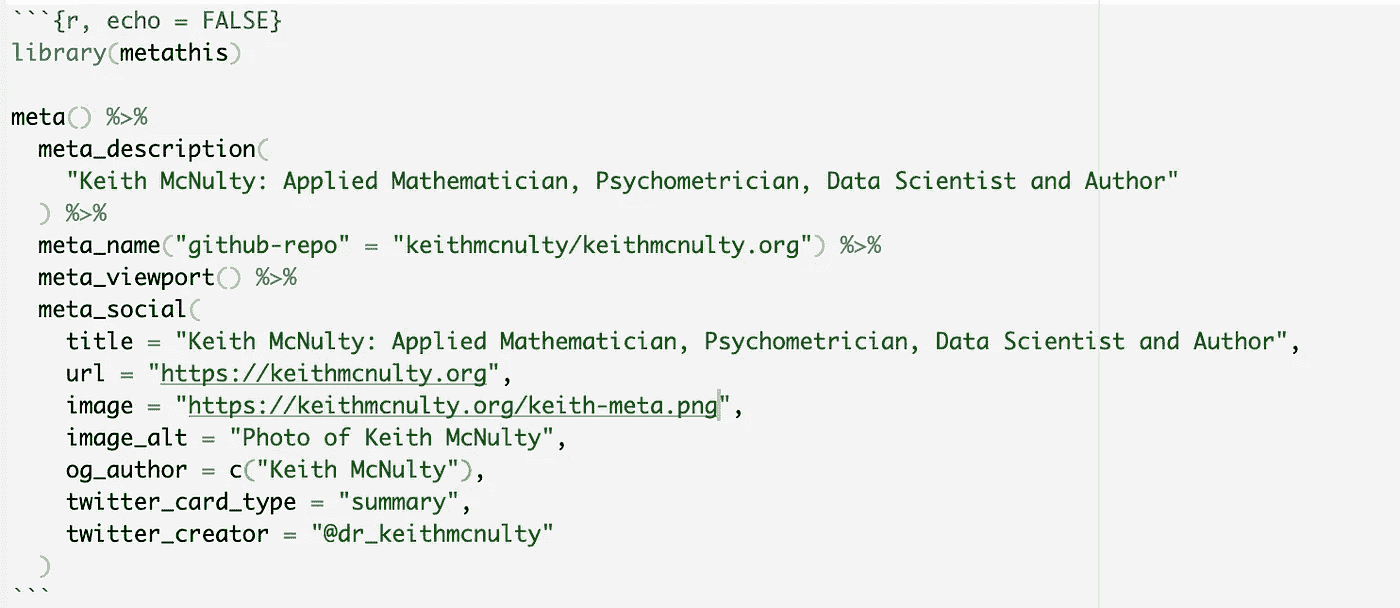 ```{r, echo = FALSE}
library(metathis)

meta() %>%
  meta_description(
    "Keith McNulty: Applied Mathematician, Psychometrician, Data Scientist and Author"
  ) %>%
  meta_name("github-repo" = "keithmcnulty/keithmcnulty.org") %>%
  meta_viewport() %>%
  meta_social(
    title = "Keith McNulty: Applied Mathematician, Psychometrician, Data Scientist and Author",
    url = "https://keithmcnulty.org",
    image = "https://keithmcnulty.org/keith-meta.png",
    image_alt = "Photo of Keith McNulty",
    og_author = c("Keith McNulty"),
    twitter_card_type = "summary",
    twitter_creator = "@dr_keithmcnulty"
  )
```